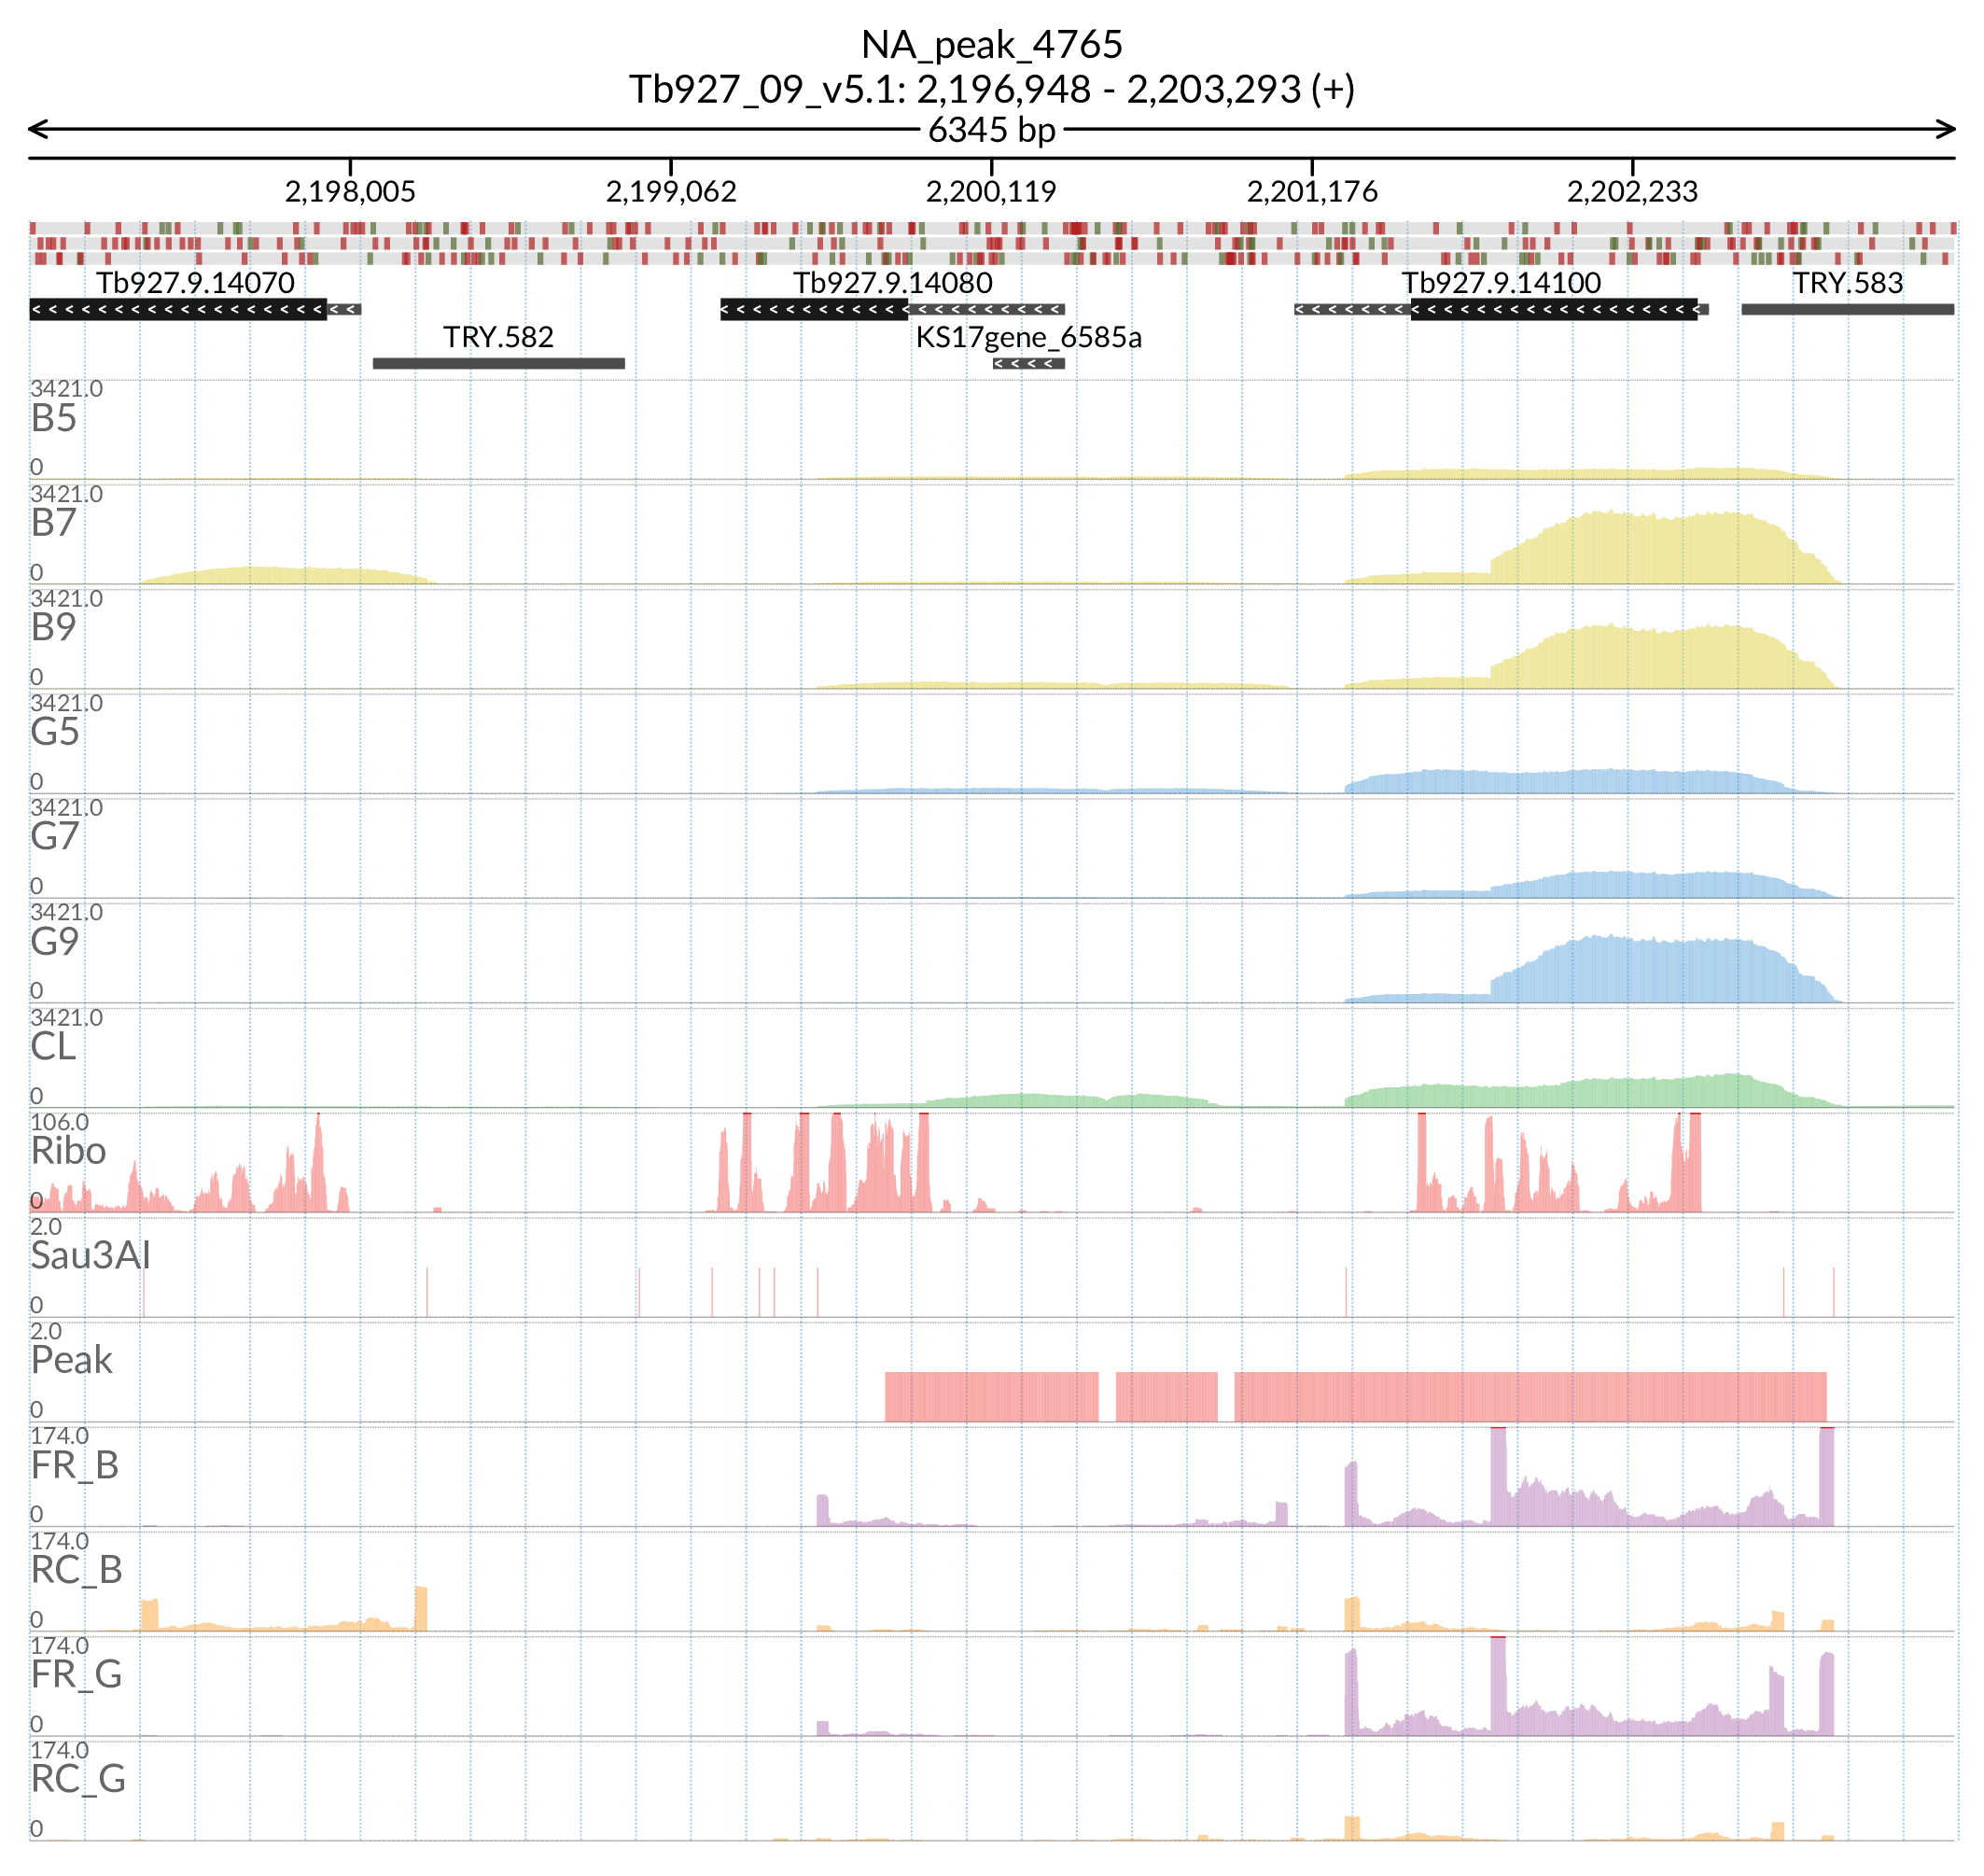 NA_peak_4765
Tb927_09_v5.1: 2,196,948 - 2,203,293 (+)
6345 bp
2,198,005 2,199,062 2,200,119 2,201,176 2,202,233
Tb927.9.14070 Tb927.9.14080 Tb927.9.14100 TRY.583
TRY.582 KS17gene_6585a
3421.0
B5
0
3421.0
B7
0
3421.0
B9
0
3421.0
G5
0
3421.0
G7
0
3421.0
G9
0
3421.0
CL
0
106.0
Ribo
0
2.0
Sau3AI
0
2.0
Peak
0
174.0
FR_B
0
174.0
RC_B
0
174.0
FR_G
0
174.0
RC_G
0